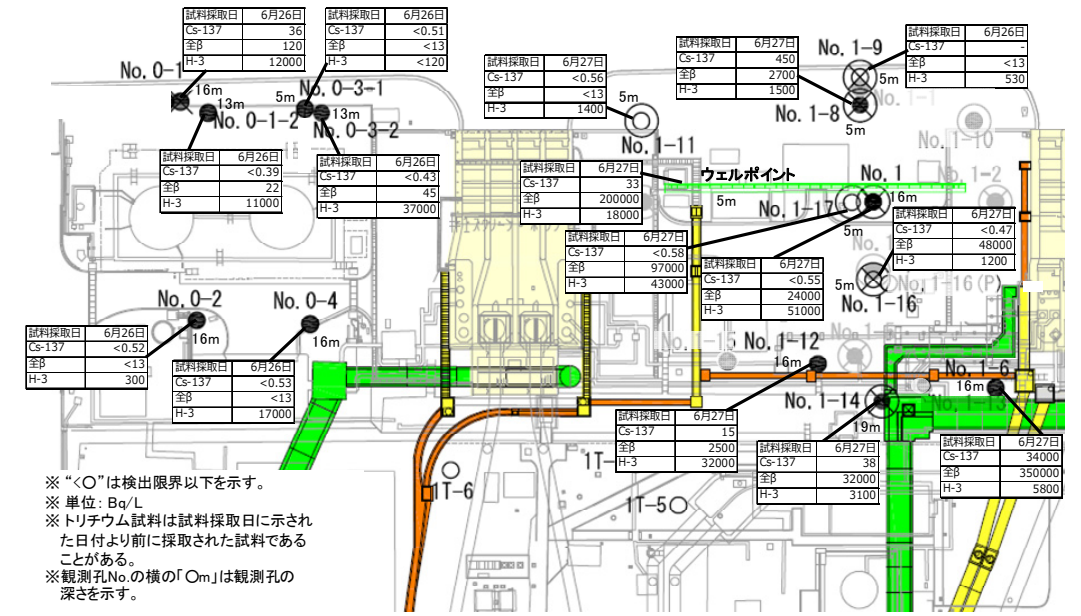 試料採取日 6月26日
Cs-137 36
全β 120
H-3 12000
試料採取日 6月26日
Cs-137 <0.51
全β <13
H-3 <120
試料採取日 6月27日
Cs-137 <0.56
全β <13
H-3 1400
試料採取日 6月27日
Cs-137 450
全β 2700
H-3 1500
試料採取日 6月26日
Cs-137 -
全β <13
H-3 530
No. 0-1
16m
13m
No. 0-1-2
5m
No. 0-3-1
13m
No. 0-3-2
5m
No. 1-11
No. 1-9
5m
No. 1-1
No. 1-8
5m
No. 1-10
試料採取日 6月26日
Cs-137 <0.39
全β 22
H-3 11000
試料採取日 6月26日
Cs-137 <0.43
全β 45
H-3 37000
試料採取日 6月27日
Cs-137 33
全β 200000
H-3 18000
ウェルポイント
5m
No. 1
16m
No. 1-17
5m
1-2
試料採取日 6月27日
Cs-137 <0.58
全β 97000
H-3 43000
試料採取日 6月27日
Cs-137 <0.55
全β 24000
H-3 51000
試料採取日 6月27日
Cs-137 <0.47
全β 48000
H-3 1200
5m
No. 1-16
No. 1-16(P)
No. 0-2
16m
No. 0-4
16m
試料採取日 6月26日
Cs-137 <0.52
全β <13
H-3 300
試料採取日 6月26日
Cs-137 <0.53
全β <13
H-3 17000
No. 1-12
16m
No. 1-14
19m
No. 1-6
16m
No. 1-13
試料採取日 6月27日
Cs-137 15
全β 2500
H-3 32000
試料採取日 6月27日
Cs-137 38
全β 32000
H-3 3100
試料採取日 6月27日
Cs-137 34000
全β 350000
H-3 5800
1T-6
1T-
1T-5
※ “<○”は検出限界以下を示す。
※ 単位: Bq/L
※ トリチウム試料は試料採取日に示され
た日付より前に採取された試料である
ことがある。
※観測孔No.の横の「○m」は観測孔の
深さを示す。